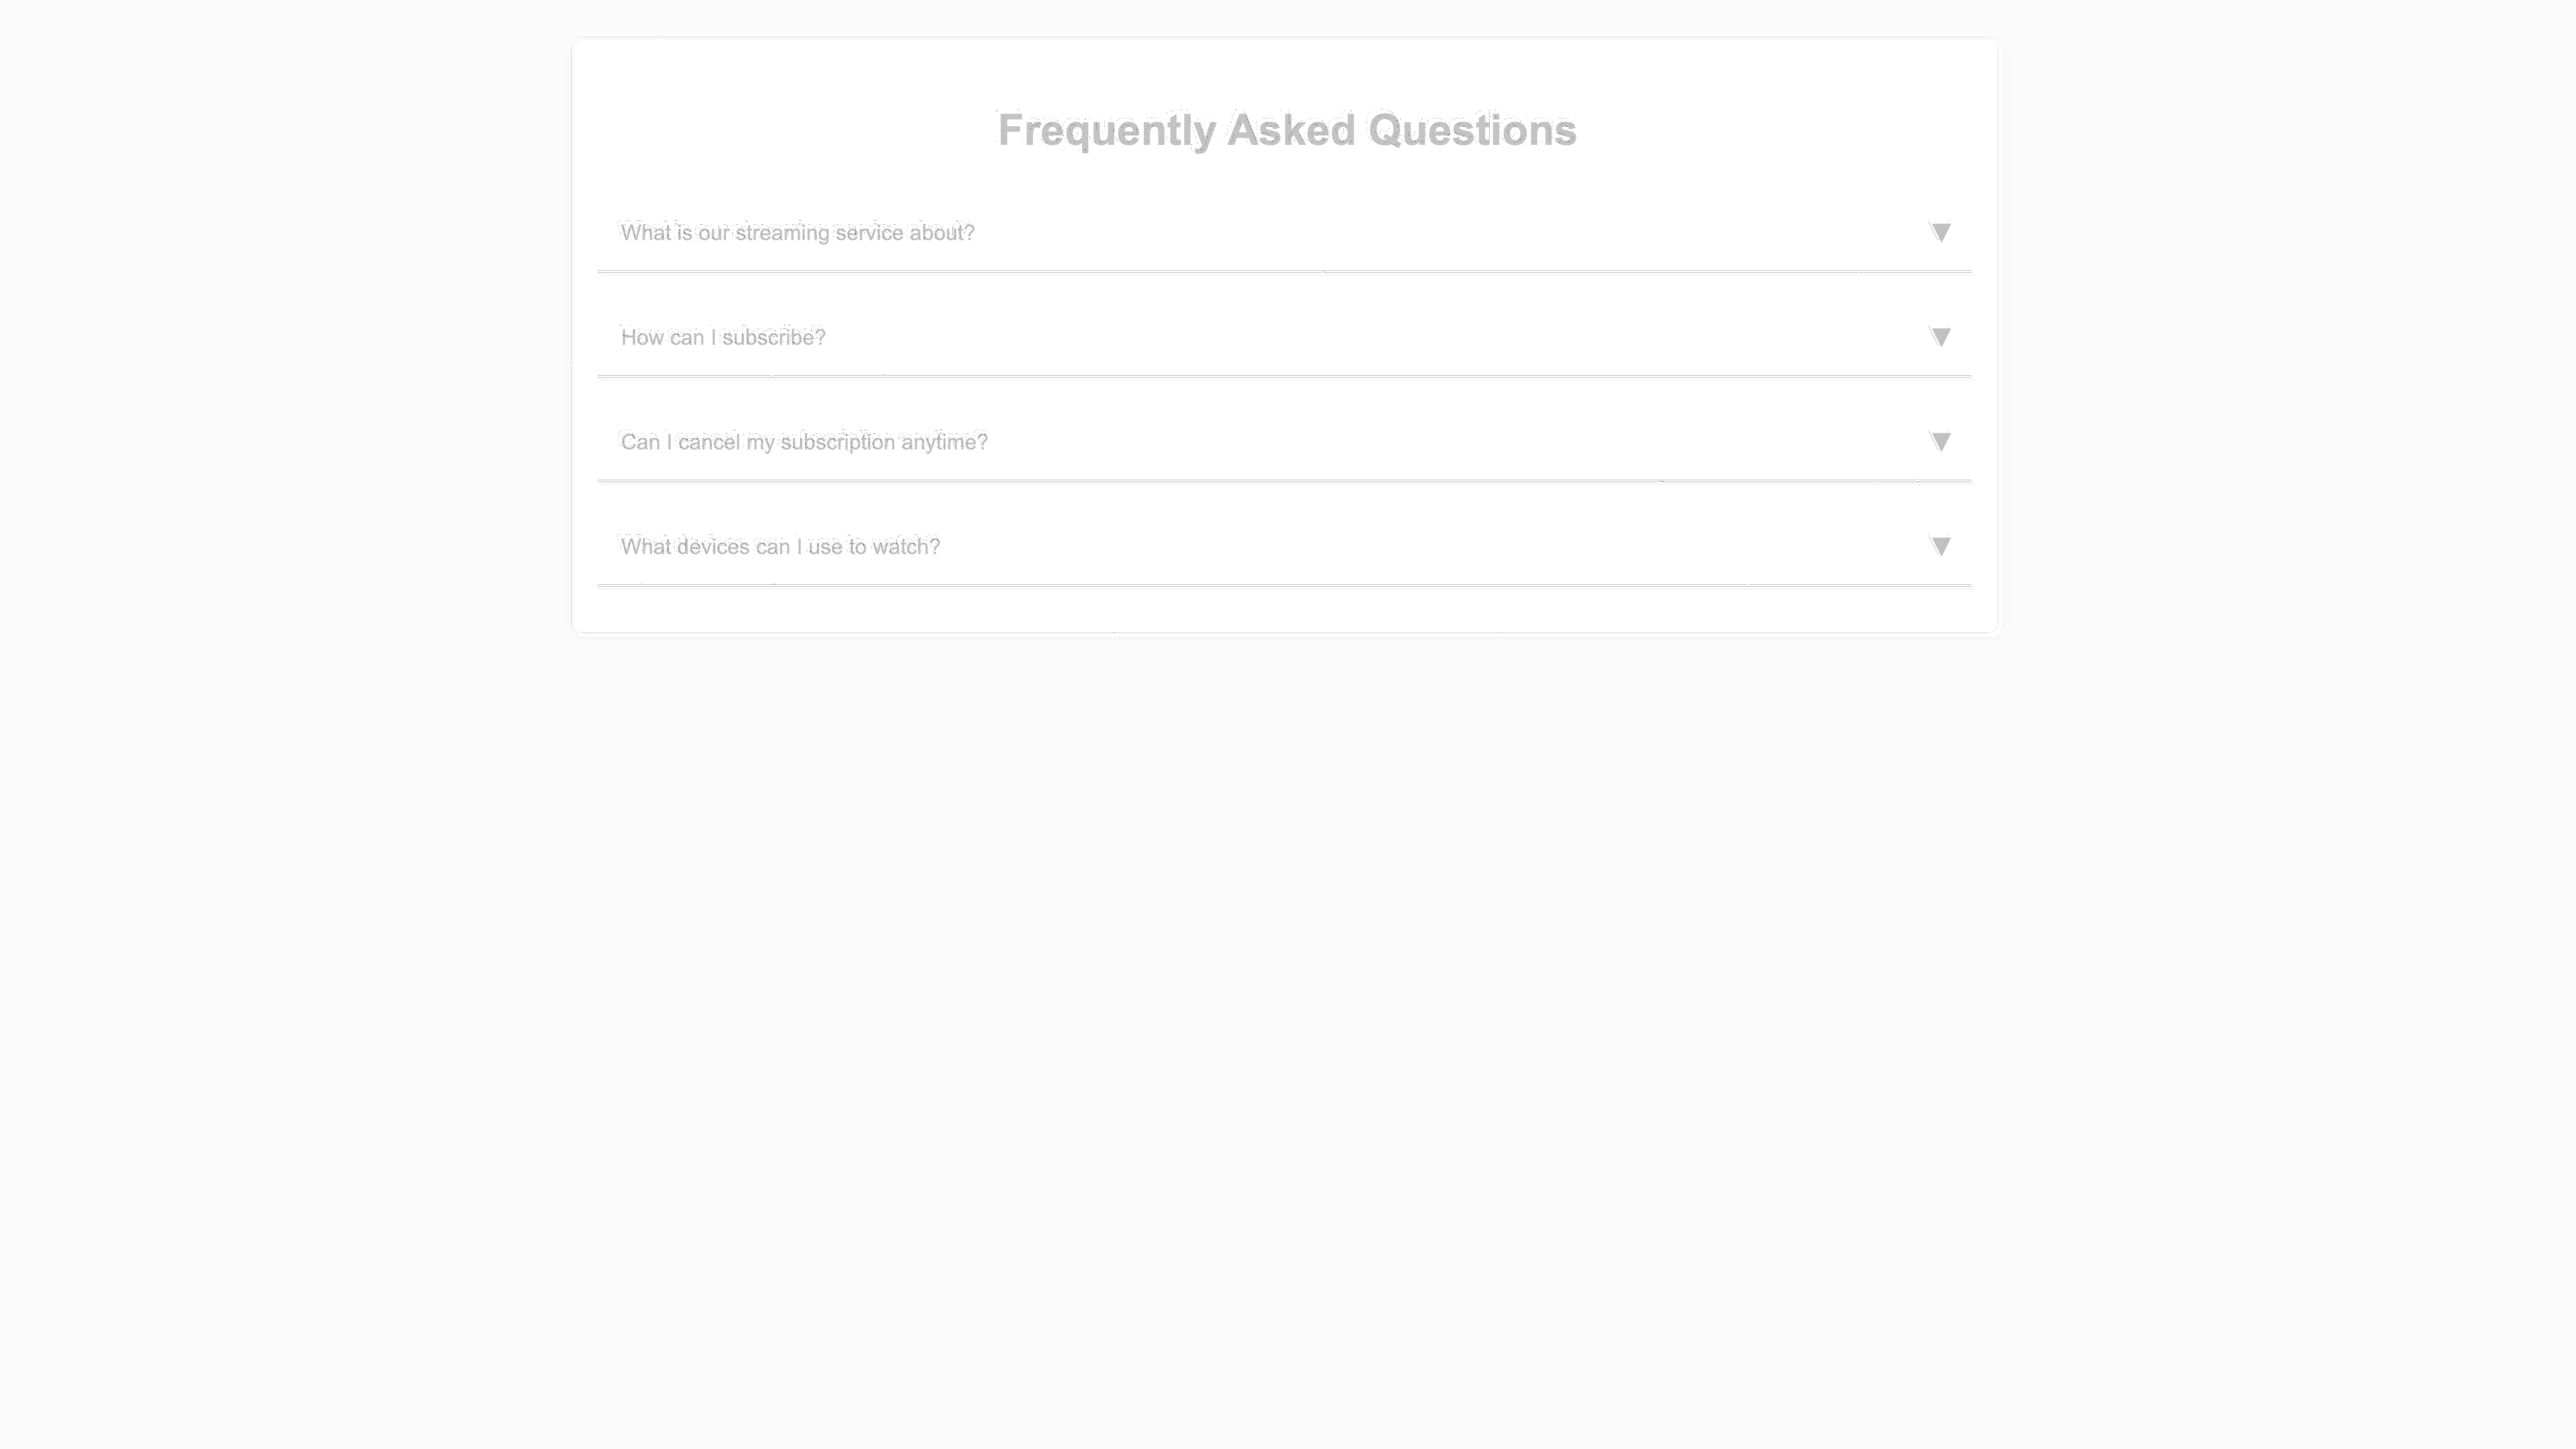 Frequently Asked Questions
What is our streaming service about?
How can I subscribe?
Can I cancel my subscription anytime?
What devices can I use to watch?